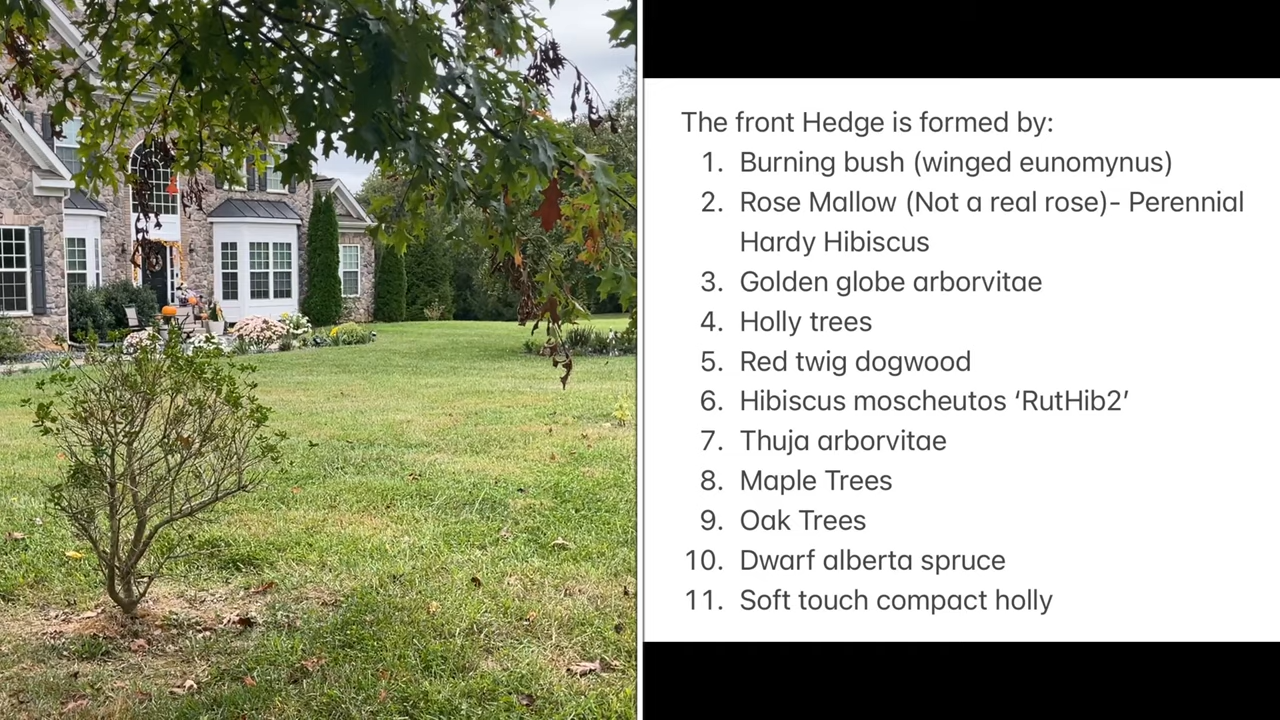 The front Hedge is formed by:
1. Burning bush (winged eunomynus)
2. Rose Mallow (Not a real rose)- Perennial
Hardy Hibiscus
3. Golden globe arborvitae
4. Holly trees
5. Red twig dogwood
6. Hibiscus moscheutos ‘RutHib2’
7. Thuja arborvitae
8. Maple Trees
9. Oak Trees
10. Dwarf alberta spruce
11. Soft touch compact holly